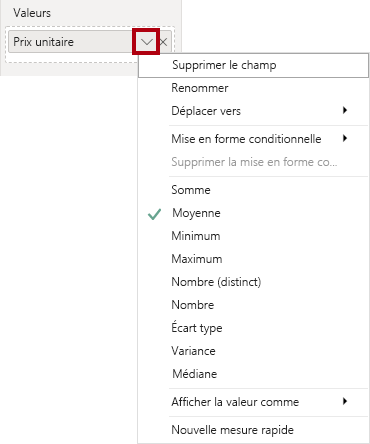 Valeurs
Prix unitaire
Supprimer le champ
Renommer
Déplacer vers
Mise en forme conditionnelle
Supprimer la mise en forme co...
Somme
Moyenne
Minimum
Maximum
Nombre (distinct)
Nombre
Écart type
Variance
Médiane
Afficher la valeur comme
Nouvelle mesure rapide